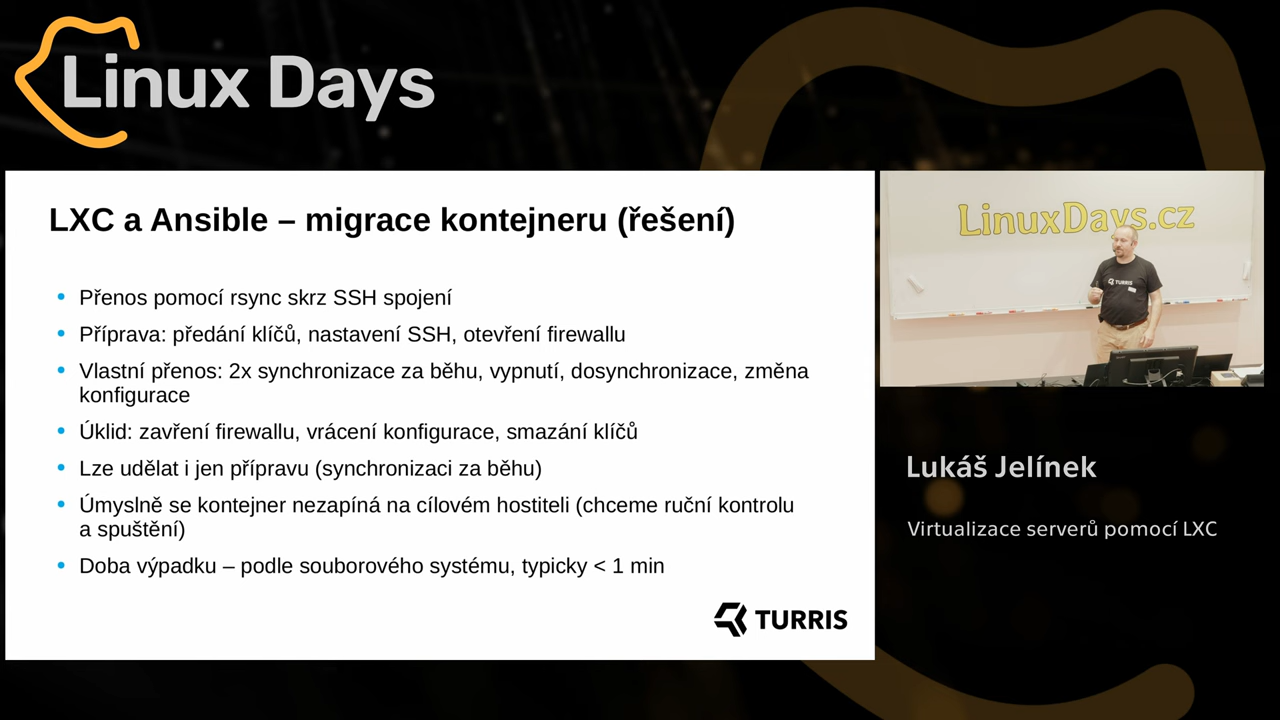 Linux Days
LXC a Ansible – migrace kontejneru (řešení)
• Přenos pomocí rsync skrz SSH spojení
• Příprava: předání klíčů, nastavení SSH, otevření firewallu
• Vlastní přenos: 2x synchronizace za běhu, vypnutí, dosynchronizace, změna
konfigurace
• Úklid: zavření firewallu, vrácení konfigurace, smazání klíčů
• Lze udělat i jen přípravu (synchronizaci za běhu)
• Úmyslně se kontejner nezapíná na cílovém hostiteli (chceme ruční kontrolu
a spuštění)
• Doba výpadku – podle souborového systému, typicky < 1 min
TURRIS
LinuxDays.cz
TURRIS
Lukáš Jelínek
Virtualizace serverů pomocí LXC